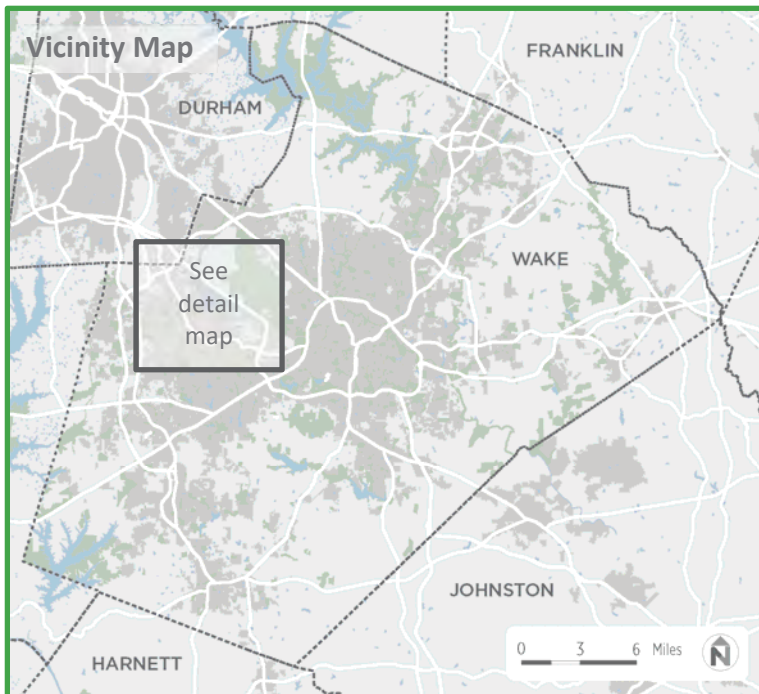 Vicinity Map
FRANKLIN
DURHAM
WAKE
See
detail
map
JOHNSTON
0 3 6 Miles
N
HARNETT